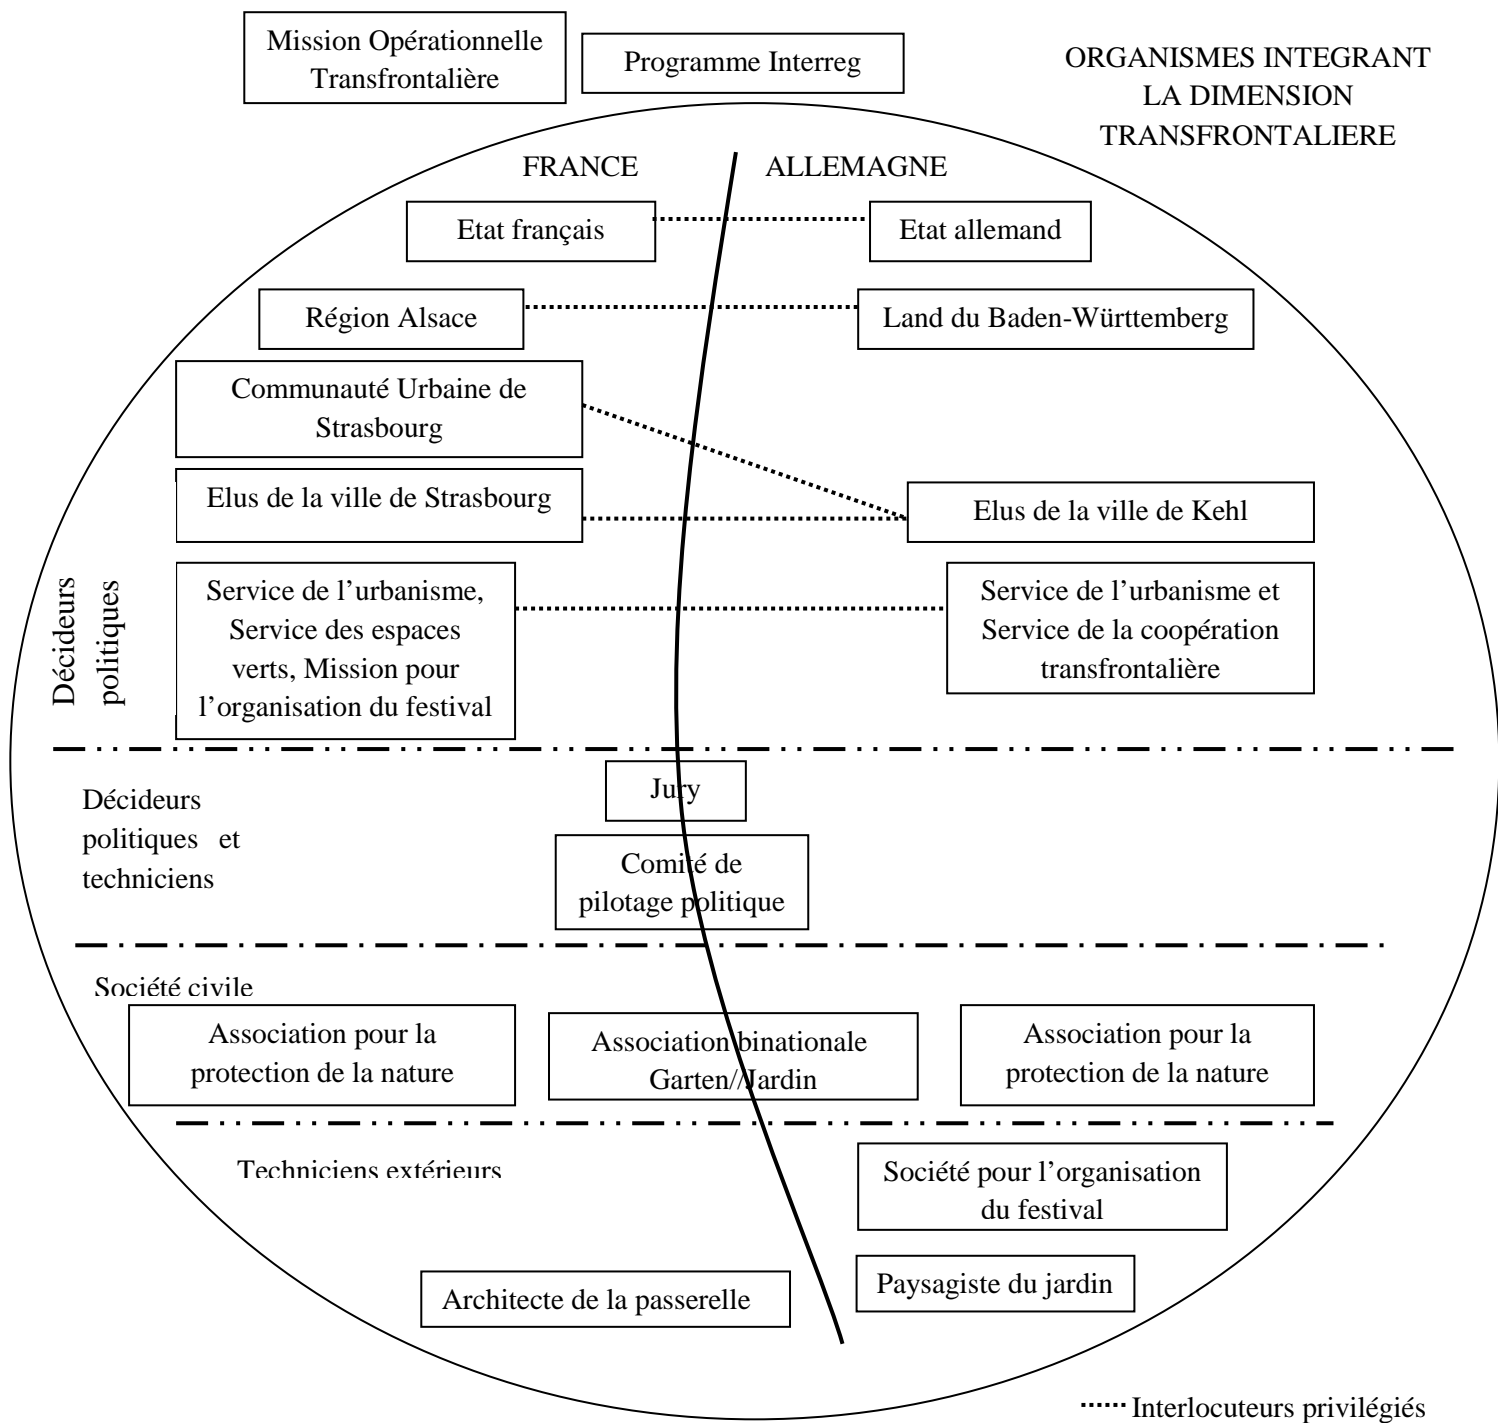 Mission Opérationnelle
Transfrontalière
Programme Interreg
ORGANISMES INTEGRANT
LA DIMENSION
TRANSFRONTALIERE
FRANCE
ALLEMAGNE
Etat français
Etat allemand
Région Alsace
Land du Baden-Württemberg
Communauté Urbaine de
Strasbourg
Elus de la ville de Strasbourg
Elus de la ville de Kehl
Décideurs
politiques
Service de l’urbanisme,
Service des espaces
verts, Mission pour
l’organisation du festival
Service de l’urbanisme et
Service de la coopération
transfrontalière
Décideurs
politiques et
techniciens
Jury
Comité de
pilotage politique
Société civile
Association pour la
protection de la nature
Association binationale
Garten//Jardin
Association pour la
protection de la nature
Techniciens extérieurs
Société pour l’organisation
du festival
Architecte de la passerelle
Paysagiste du jardin
Interlocuteurs privilégiés